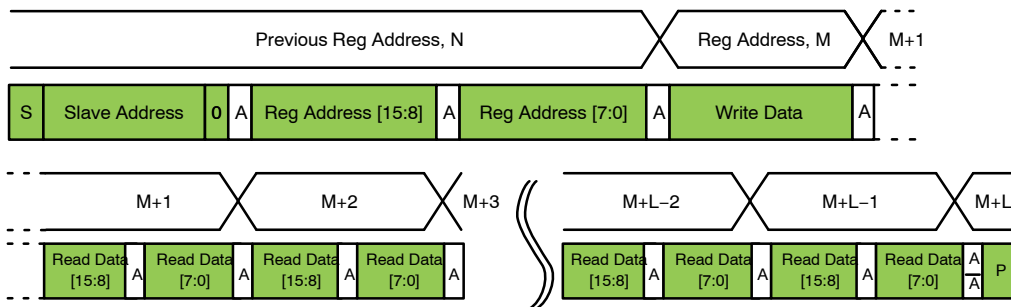 Previous Reg Address, N Reg Address, M M+1
S Slave Address 0 A Reg Address [15:8] A Reg Address [7:0] A Write Data A
M+1 M+2 M+3 M+L−2 M+L−1 M+L
Read Data A Read Data A Read Data A Read Data A Read Data A Read Data A Read Data A Read Data A P
[15:8] [7:0] [15:8] [7:0] [15:8] [7:0] [15:8] [7:0] A